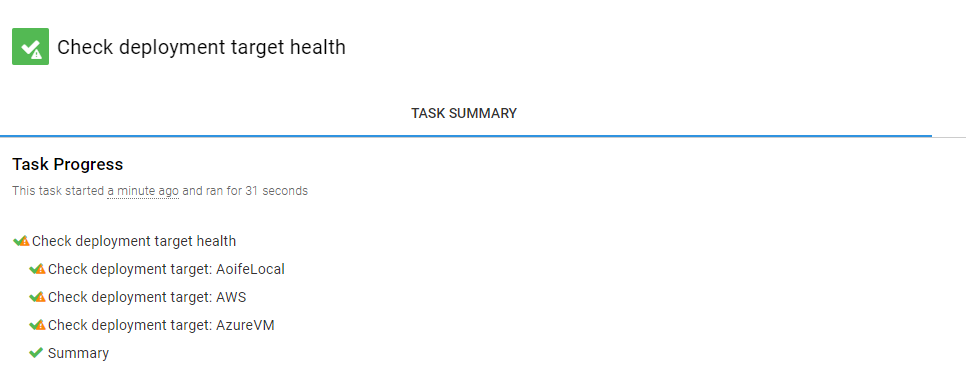 Check deployment target health
TASK SUMMARY
Task Progress
This task started a minute ago and ran for 31 seconds
Check deployment target health
Check deployment target: AoifeLocal
Check deployment target: AWS
Check deployment target: AzureVM
Summary